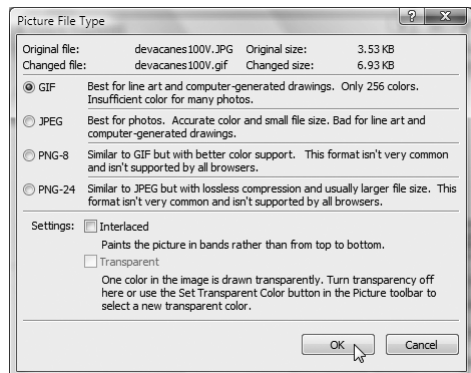 Picture File Type
Original file: devacanes100V.JPG Original size: 3.53 KB
Changed file: devacanes100V.gif Changed size: 6.93 KB
GIF Best for line art and computer-generated drawings. Only 256 colors.
Insufficient color for many photos.
JPEG Best for photos. Accurate color and small file size. Bad for line art and
computer-generated drawings.
PNG-8 Similar to GIF but with better color support. This format isn't very common
and isn't supported by all browsers.
PNG-24 Similar to JPEG but with lossless compression and usually larger file size. This
format isn't very common and isn't supported by all browsers.
Settings: Interlaced
Paints the picture in bands rather than from top to bottom.
Transparent
One color in the image is drawn transparently. Turn transparency off
here or use the Set Transparent Color button in the Picture toolbar to
select a new transparent color.
OK Cancel